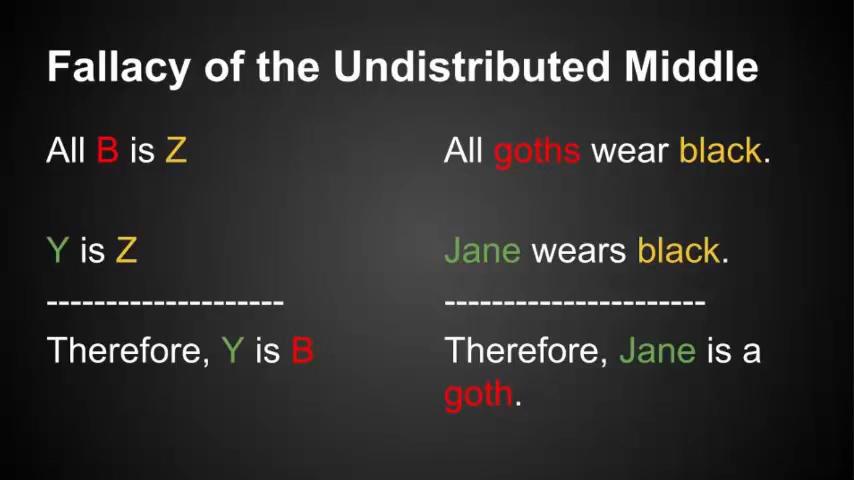 Fallacy of the Undistributed Middle
All B is Z
Y is Z
--------------------
Therefore, Y is B
All goths wear black.
Jane wears black.
----------------------
Therefore, Jane is a
goth.